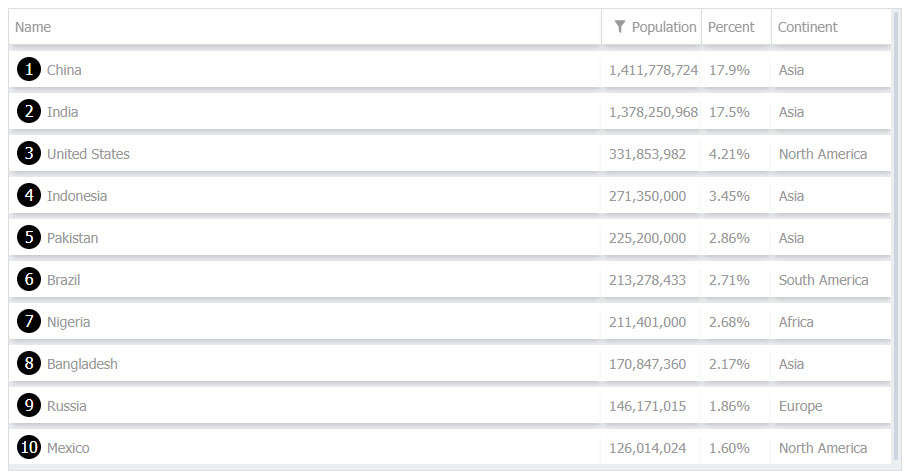 Name Population Percent Continent
1 China 1,411,778,724 17.9% Asia
2 India 1,378,250,968 17.5% Asia
3 United States 331,853,982 4.21% North America
4 Indonesia 271,350,000 3.45% Asia
5 Pakistan 225,200,000 2.86% Asia
6 Brazil 213,278,433 2.71% South America
7 Nigeria 211,401,000 2.68% Africa
8 Bangladesh 170,847,360 2.17% Asia
9 Russia 146,171,015 1.86% Europe
10 Mexico 126,014,024 1.60% North America